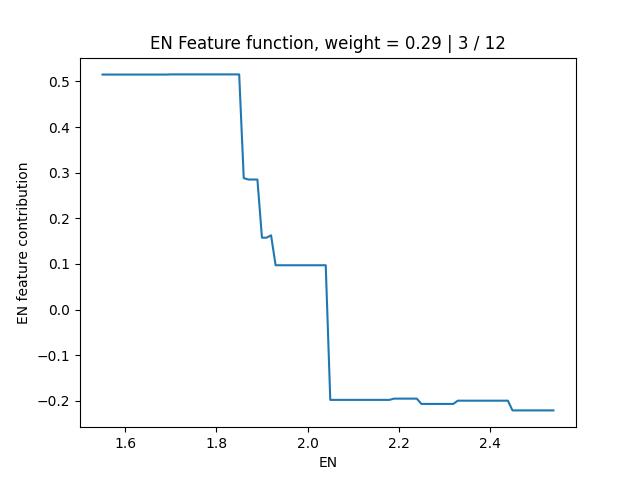 EN Feature function, weight = 0.29 | 3 / 12
0.5
0.4
0.3
0.2
0.1
0.0
−0.1
−0.2
EN feature contribution
1.6 1.8 2.0 2.2 2.4
EN